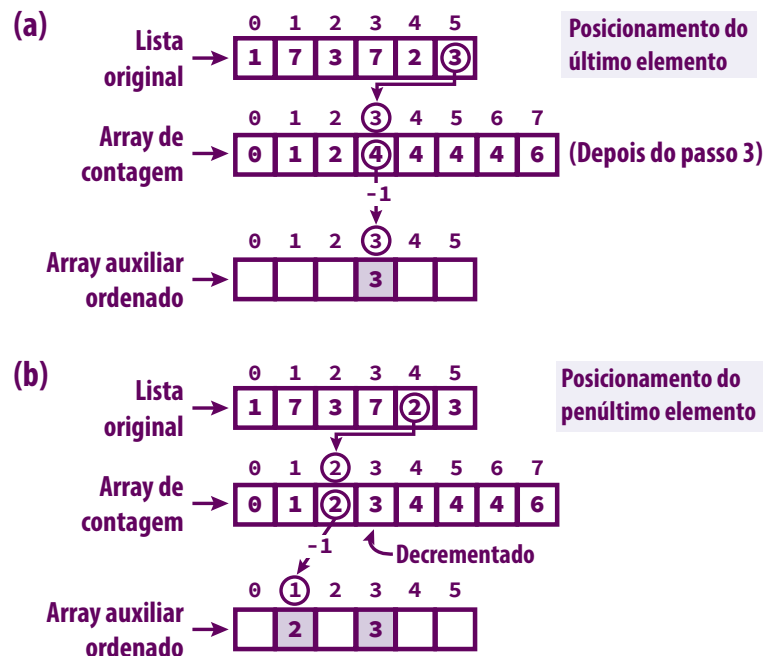 (a)
0 1 2 3 4 5
Lista original
1 7 3 7 2 3
Posicionamento do
último elemento
0 1 2 3 4 5 6 7
Array de
contagem
0 1 2 4 4 4 4 6
(Depois do passo 3)
-1
0 1 2 3 4 5
Array auxiliar
ordenado
3
(b)
0 1 2 3 4 5
Lista
original
1 7 3 7 2 3
Posicionamento do
penúltimo elemento
0 1 2 3 4 5 6 7
Array de
contagem
0 1 2 3 4 4 4 6
-1
Decrementado
0 1 2 3 4 5
Array auxiliar
ordenado
2 3